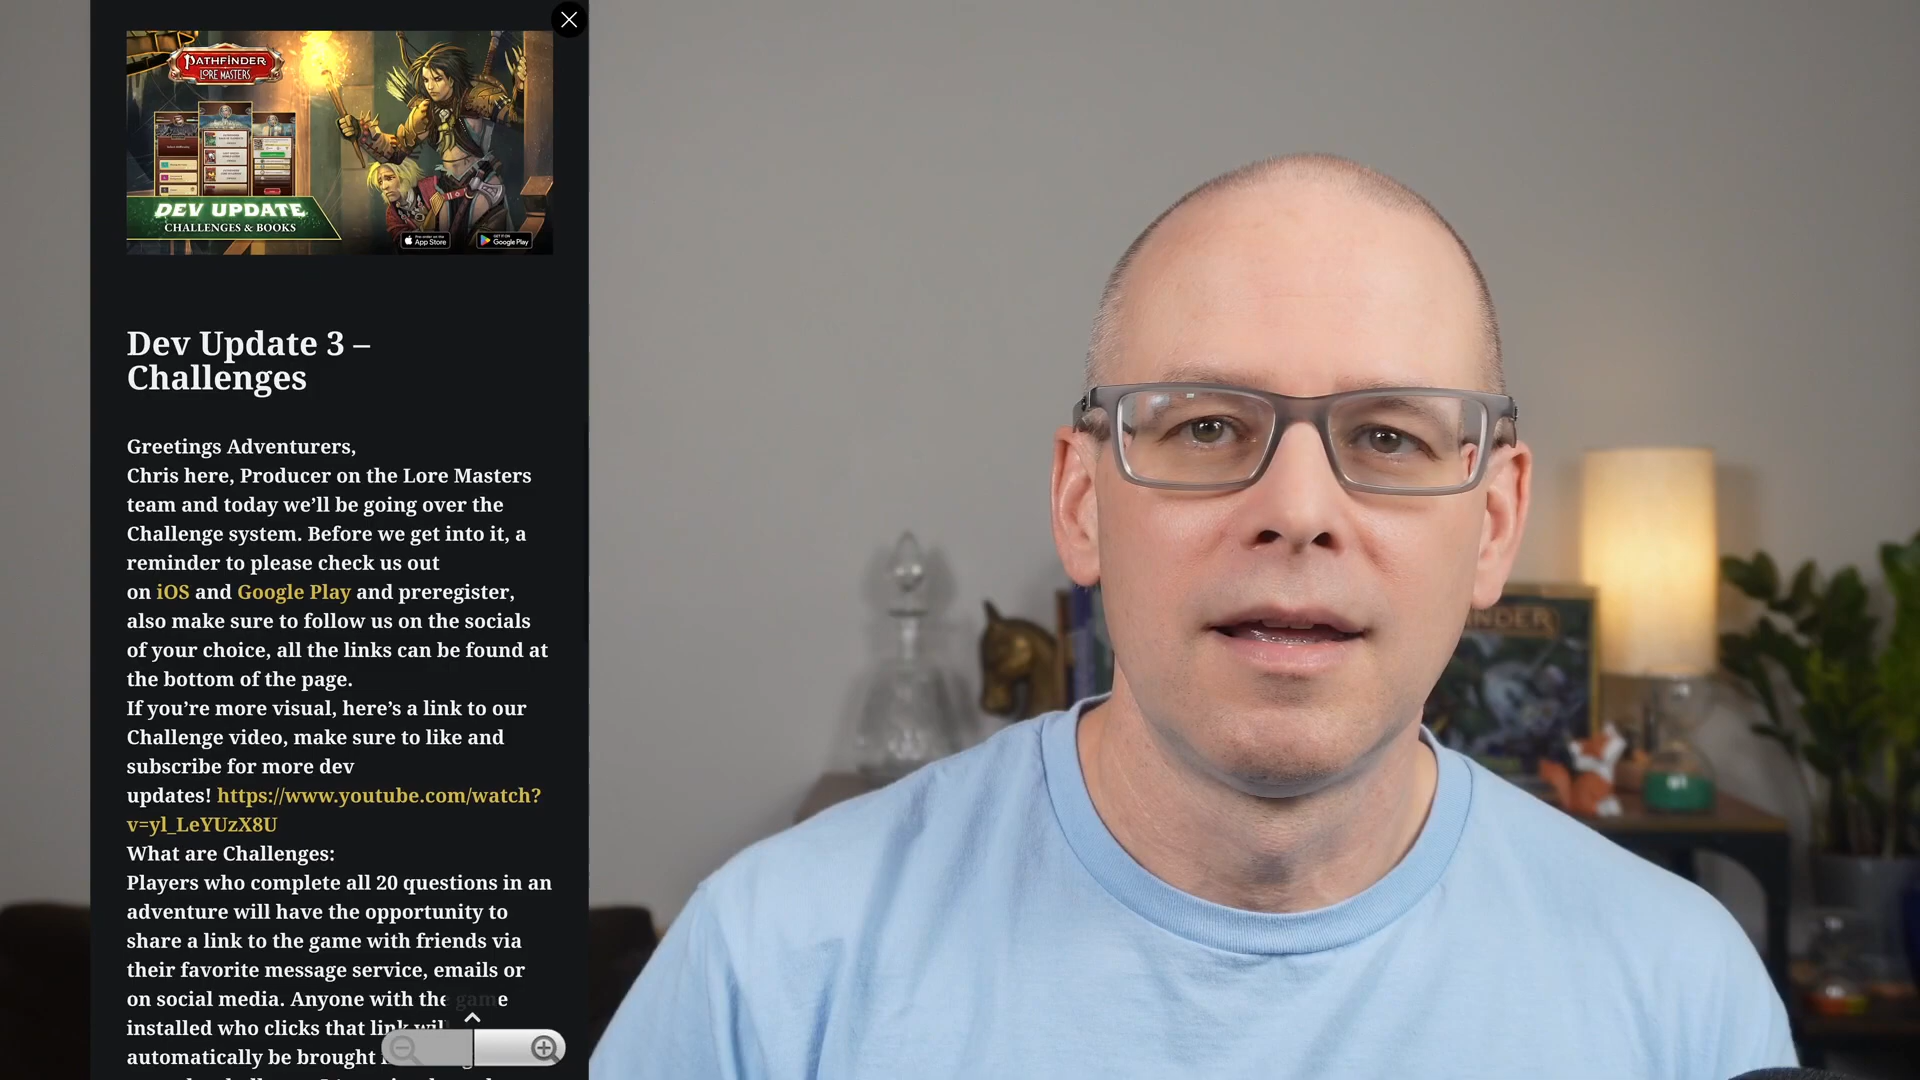 PATHFINDER
LORE MASTERS
DEV UPDATE
CHALLENGES & BOOKS
App Store
GET IT ON
Google Play
Dev Update 3 –
Challenges
Greetings Adventurers,
Chris here, Producer on the Lore Masters
team and today we’ll be going over the
Challenge system. Before we get into it, a
reminder to please check us out
on iOS and Google Play and preregister,
also make sure to follow us on the socials
of your choice, all the links can be found at
the bottom of the page.
If you’re more visual, here’s a link to our
Challenge video, make sure to like and
subscribe for more dev
updates! https://www.youtube.com/watch?
v=yl_LeYUzX8U
What are Challenges:
Players who complete all 20 questions in an
adventure will have the opportunity to
share a link to the game with friends via
their favorite message service, emails or
on social media. Anyone with the game
installed who clicks that link will
automatically be brought